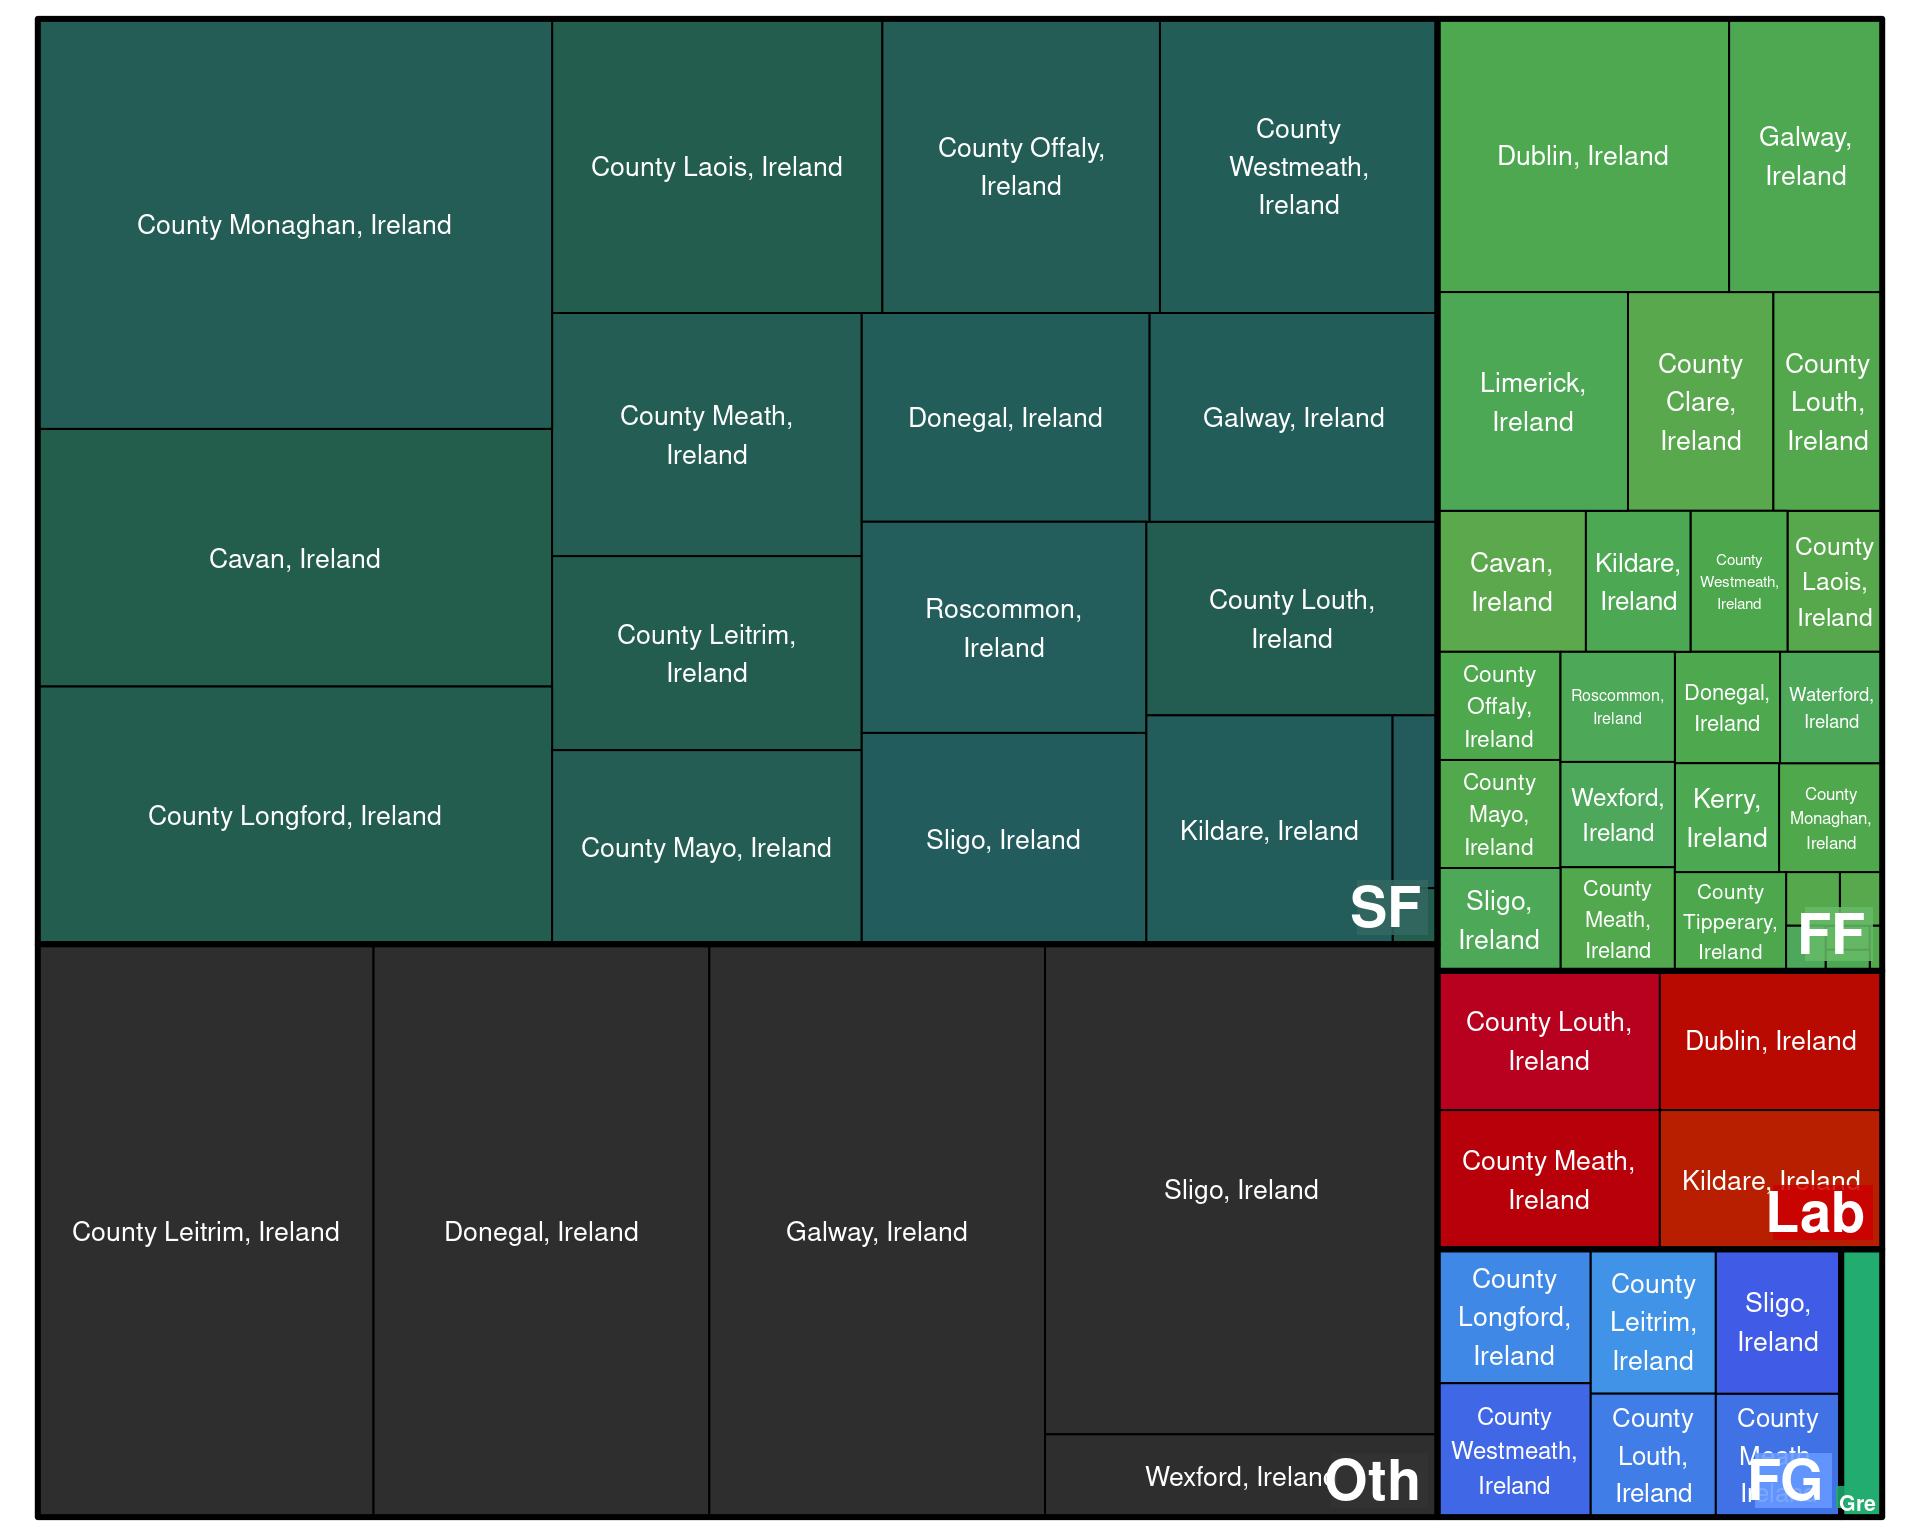 County Monaghan, Ireland
Cavan, Ireland
County Longford, Ireland
County Laois, Ireland
County Offaly,
Ireland
County
Westmeath,
Ireland
County Meath,
Ireland
Donegal, Ireland
Galway, Ireland
County Leitrim,
Ireland
Roscommon,
Ireland
County Louth,
Ireland
County Mayo, Ireland
Sligo, Ireland
Kildare, Ireland
SF
County Leitrim, Ireland
Donegal, Ireland
Galway, Ireland
Sligo, Ireland
Wexford, Ireland
Oth
Dublin, Ireland
Galway,
Ireland
Limerick,
Ireland
County
Clare,
Ireland
County
Louth,
Ireland
Cavan,
Ireland
Kildare,
Ireland
County
Westmeath,
Ireland
County
Laois,
Ireland
County
Offaly,
Ireland
Roscommon,
Ireland
Donegal,
Ireland
Waterford,
Ireland
County
Mayo,
Ireland
Wexford,
Ireland
Kerry,
Ireland
County
Monaghan,
Ireland
Sligo,
Ireland
County
Meath,
Ireland
County
Tipperary,
Ireland
FF
County Louth,
Ireland
Dublin, Ireland
County Meath,
Ireland
Kildare, Ireland
Lab
County
Longford,
Ireland
County
Leitrim,
Ireland
Sligo,
Ireland
County
Westmeath,
Ireland
County
Louth,
Ireland
County
Meath,
Ireland
FG
Gre